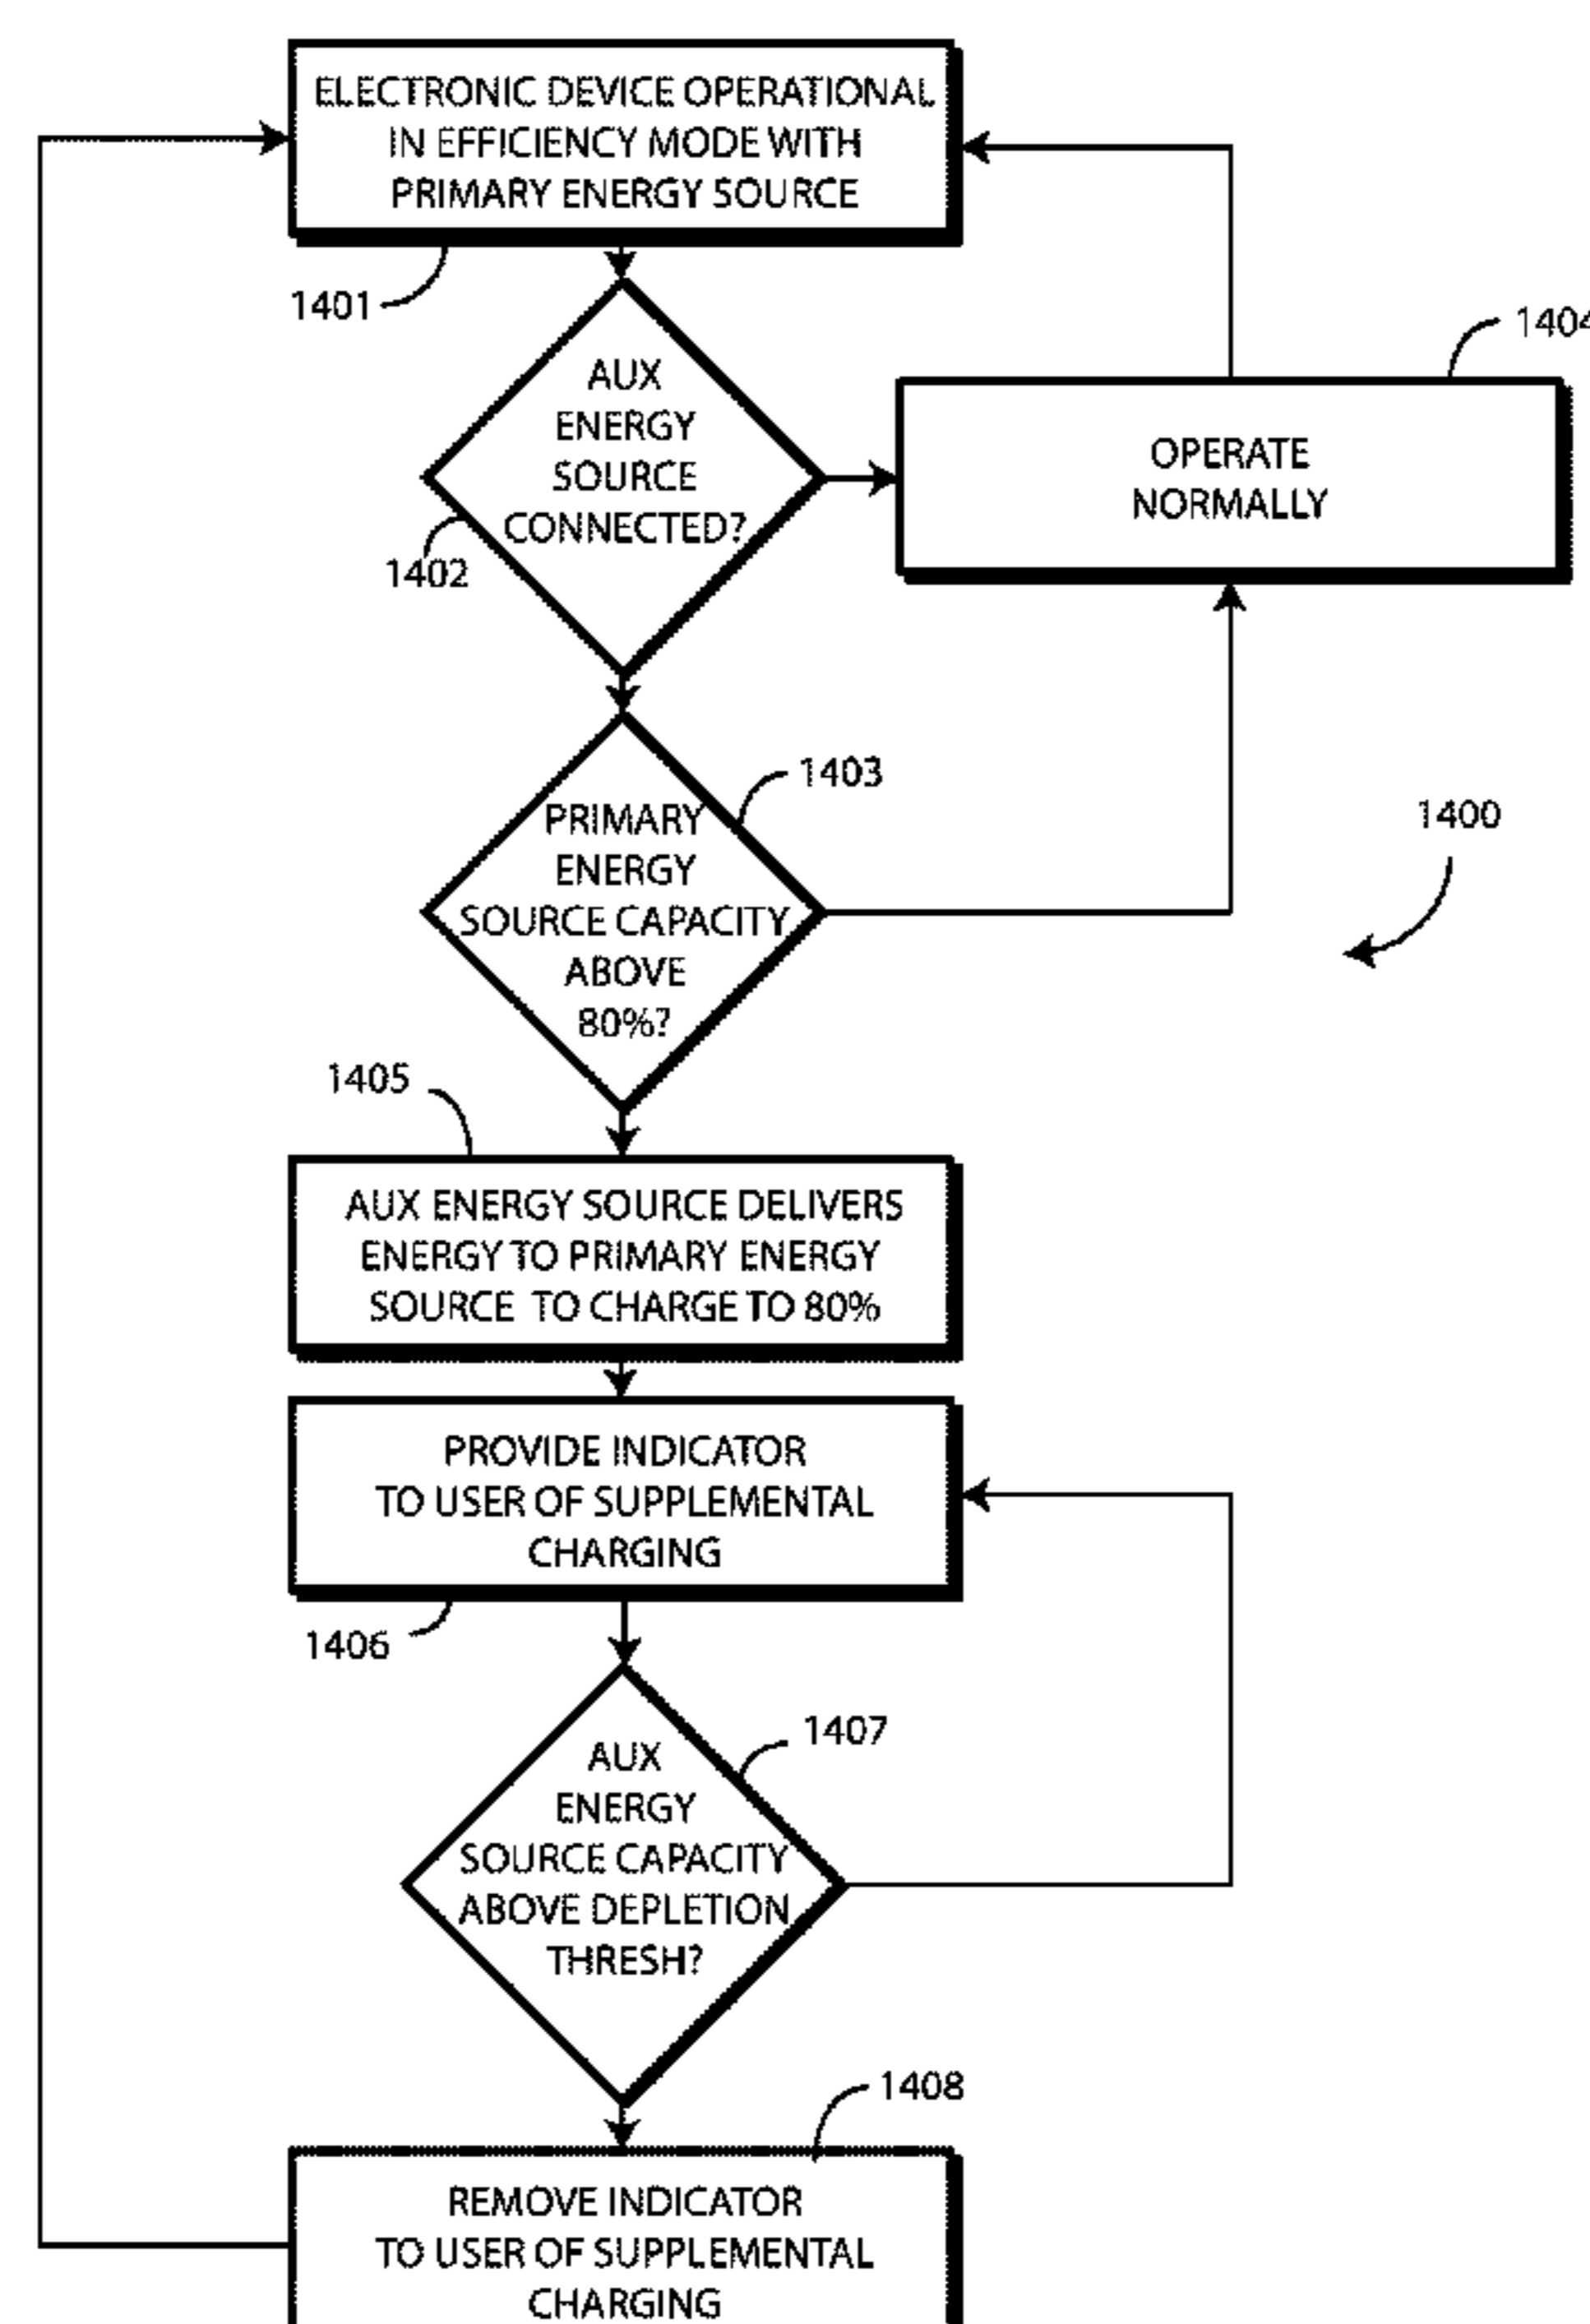 ELECTRONIC DEVICE OPERATIONAL
IN EFFICIENCY MODE WITH
PRIMARY ENERGY SOURCE
1401
1404
AUX
ENERGY
SOURCE
CONNECTED?
1402
OPERATE
NORMALLY
1403
PRIMARY
ENERGY
SOURCE CAPACITY
ABOVE
80%?
1400
1405
AUX ENERGY SOURCE DELIVERS
ENERGY TO PRIMARY ENERGY
SOURCE TO CHARGE TO 80%
PROVIDE INDICATOR
TO USER OF SUPPLEMENTAL
CHARGING
1406
1407
AUX
ENERGY
SOURCE CAPACITY
ABOVE DEPLETION
THRESH?
1408
REMOVE INDICATOR
TO USER OF SUPPLEMENTAL
CHARGING